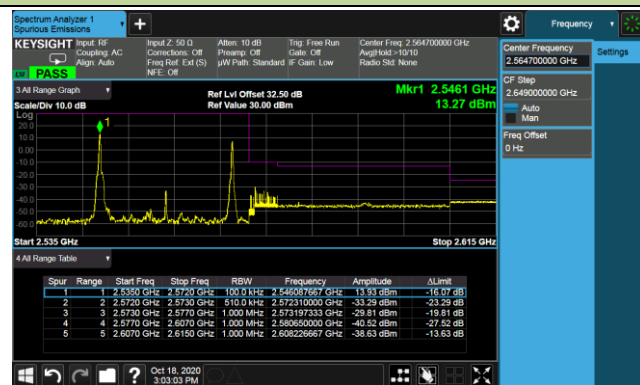 Spectrum Analyzer 1
Spurious Emissions
Frequency
KEYSIGHT
Input: RF
Coupling: AC
Align: Auto
Input Z: 50 Ω
Corrections: Off
Freq Ref: Ext (S)
NFE: Off
Atten: 10 dB
Preamp: Off
µW Path: Standard
Trig: Free Run
Gate: Off
IF Gain: Low
Center Freq: 2.564700000 GHz
Avg|Hold:>10/10
Radio Std: None
LW PASS
Center Frequency
2.564700000 GHz
Settings
CF Step
2.649000000 GHz
Auto
Man
Freq Offset
0 Hz
3 All Range Graph
Scale/Div 10.0 dB
Ref Lvl Offset 32.50 dB
Ref Value 30.00 dBm
Mkr1 2.5461 GHz
13.27 dBm
Log
20.0
10.0
0.00
-10.0
-20.0
-30.0
-40.0
-50.0
-60.0
1
Start 2.535 GHz
Stop 2.615 GHz
4 All Range Table
Spur Range Start Freq Stop Freq RBW Frequency Amplitude ΔLimit
1 1 2.5350 GHz 2.5720 GHz 100.0 kHz 2.546087667 GHz 13.93 dBm -16.07 dB
2 2 2.5720 GHz 2.5730 GHz 510.0 kHz 2.572310000 GHz -33.29 dBm -23.29 dB
3 3 2.5730 GHz 2.5770 GHz 1.000 MHz 2.573197333 GHz -29.81 dBm -19.81 dB
4 4 2.5770 GHz 2.6070 GHz 1.000 MHz 2.580650000 GHz -40.52 dBm -27.52 dB
5 5 2.6070 GHz 2.6150 GHz 1.000 MHz 2.608226667 GHz -38.63 dBm -13.63 dB
?
Oct 18, 2020
3:03:03 PM